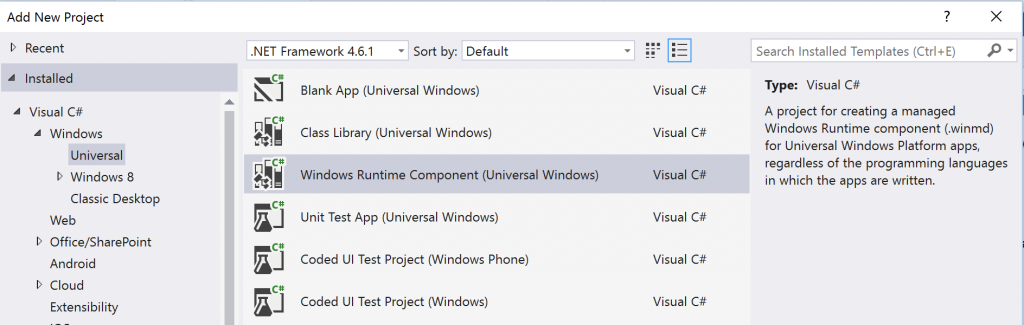 Add New Project
?
Recent
Installed
Visual C#
Windows
Universal
Windows 8
Classic Desktop
Web
Office/SharePoint
Android
Cloud
Extensibility
.NET Framework 4.6.1
Sort by: Default
C# Blank App (Universal Windows) Visual C#
C# Class Library (Universal Windows) Visual C#
C# Windows Runtime Component (Universal Windows) Visual C#
C# Unit Test App (Universal Windows) Visual C#
C# Coded UI Test Project (Windows Phone) Visual C#
C# Coded UI Test Project (Windows) Visual C#
Search Installed Templates (Ctrl+E)
Type: Visual C#
A project for creating a managed
Windows Runtime component (.winmd)
for Universal Windows Platform apps,
regardless of the programming languages
in which the apps are written.